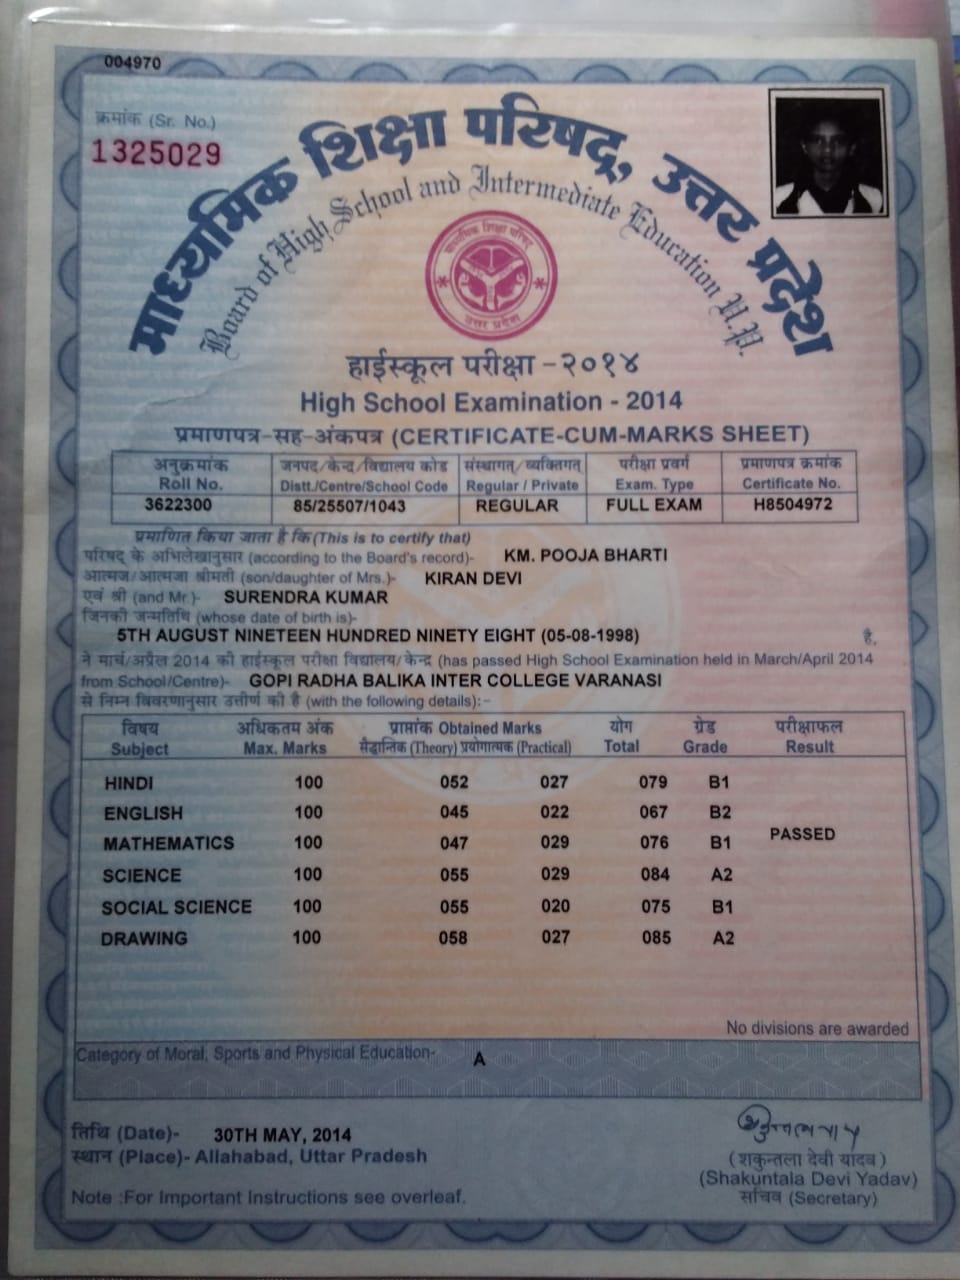 004970
क्रमांक (Sr. No.)
1325029
माध्यमिक शिक्षा परिषद्, उत्तर प्रदेश
Board of High School and Intermediate Education U.P.
माध्यमिक शिक्षा परिषद्
उत्तर प्रदेश
हाईस्कूल परीक्षा - २०१४
High School Examination - 2014
प्रमाणपत्र-सह-अंकपत्र (CERTIFICATE-CUM-MARKS SHEET)
अनुक्रमांक जनपद/केन्द्र/विद्यालय कोड संस्थागत/व्यक्तिगत परीक्षा प्रवर्ग प्रमाणपत्र क्रमांक
Roll No. Distt./Centre/School Code Regular / Private Exam. Type Certificate No.
3622300 85/25507/1043 REGULAR FULL EXAM H8504972
प्रमाणित किया जाता है कि (This is to certify that)
परिषद् के अभिलेखानुसार (according to the Board's record)- KM. POOJA BHARTI
आत्मज/आत्मजा श्रीमती (son/daughter of Mrs.)- KIRAN DEVI
एवं श्री (and Mr.)- SURENDRA KUMAR
जिनकी जन्मतिथि (whose date of birth is)-
5TH AUGUST NINETEEN HUNDRED NINETY EIGHT (05-08-1998) है,
ने मार्च/अप्रैल 2014 की हाईस्कूल परीक्षा विद्यालय/केन्द्र (has passed High School Examination held in March/April 2014
from School/Centre)- GOPI RADHA BALIKA INTER COLLEGE VARANASI
से निम्न विवरणानुसार उत्तीर्ण की है (with the following details):-
विषय अधिकतम अंक प्राप्तांक Obtained Marks योग ग्रेड परीक्षाफल
Subject Max. Marks सैद्धान्तिक (Theory) प्रयोगात्मक (Practical) Total Grade Result
HINDI 100 052 027 079 B1
ENGLISH 100 045 022 067 B2
MATHEMATICS 100 047 029 076 B1 PASSED
SCIENCE 100 055 029 084 A2
SOCIAL SCIENCE 100 055 020 075 B1
DRAWING 100 058 027 085 A2
No divisions are awarded
Category of Moral, Sports and Physical Education- A
तिथि (Date)- 30TH MAY, 2014
स्थान (Place)- Allahabad, Uttar Pradesh
(शकुन्तला देवी यादव)
(Shakuntala Devi Yadav)
सचिव (Secretary)
Note :For Important Instructions see overleaf.